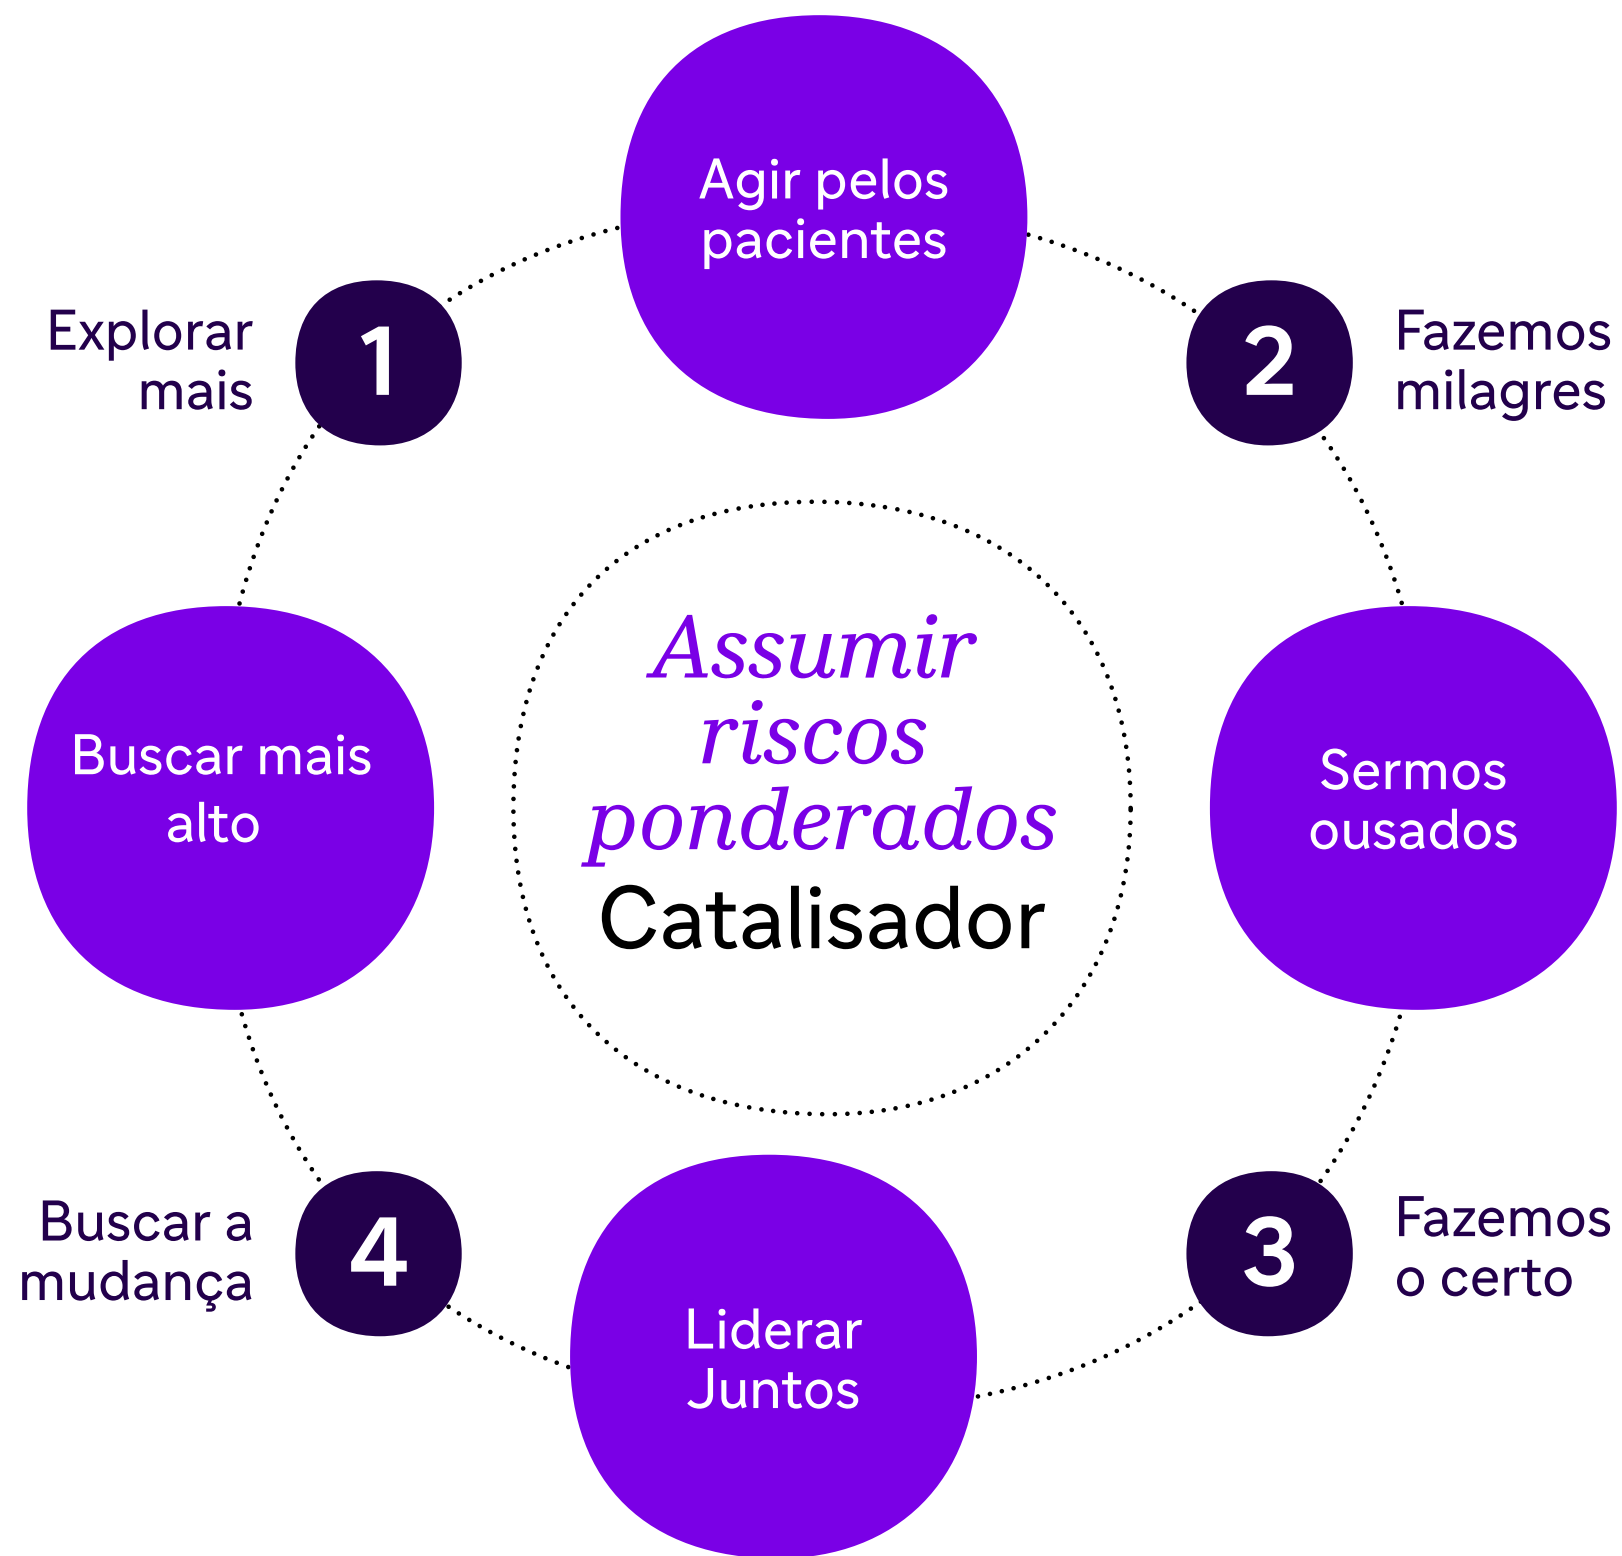 Agir pelos
pacientes
Explorar
mais
1
2
Fazemos
milagres
Assumir
riscos
ponderados
Catalisador
Buscar mais
alto
Sermos
ousados
Buscar a
mudança
4
3
Fazemos
o certo
Liderar
Juntos